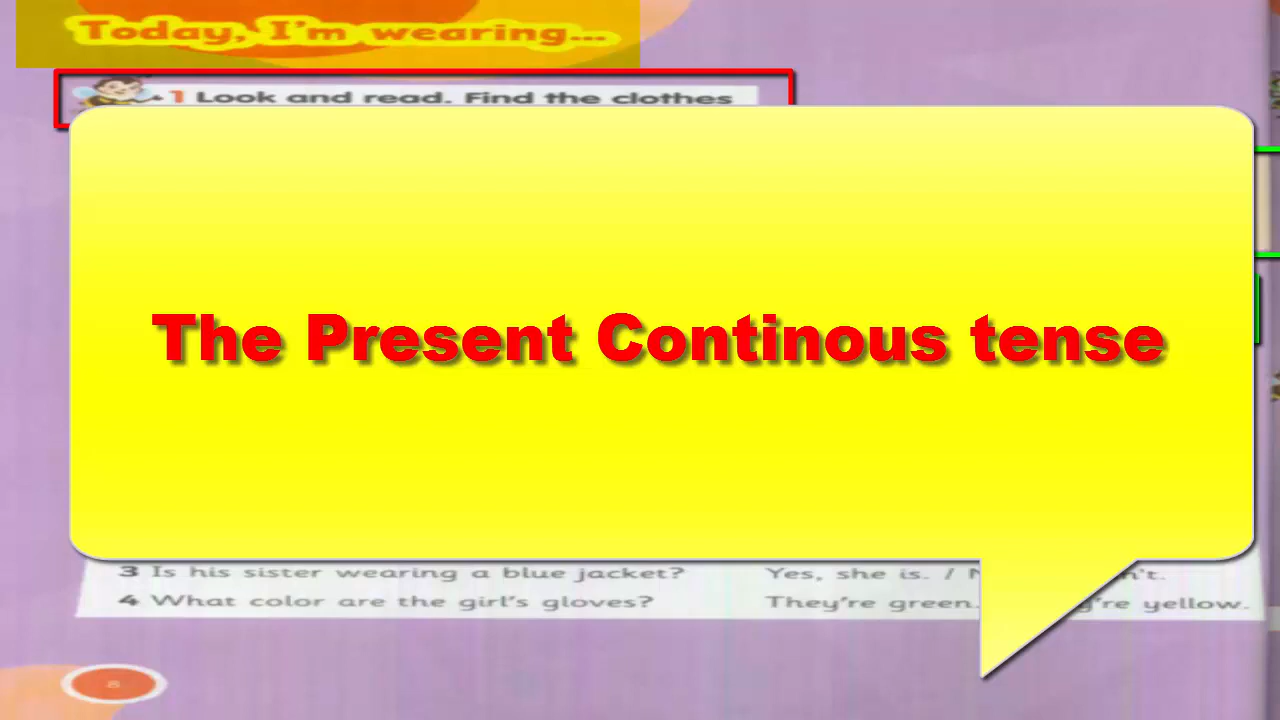 Today, I'm wearing...
1 Look and read. Find the clothes
The Present Continous tense
3 Is his sister wearing a blue jacket? Yes, she is. /
4 What color are the girl's gloves? They're green. yellow.
8